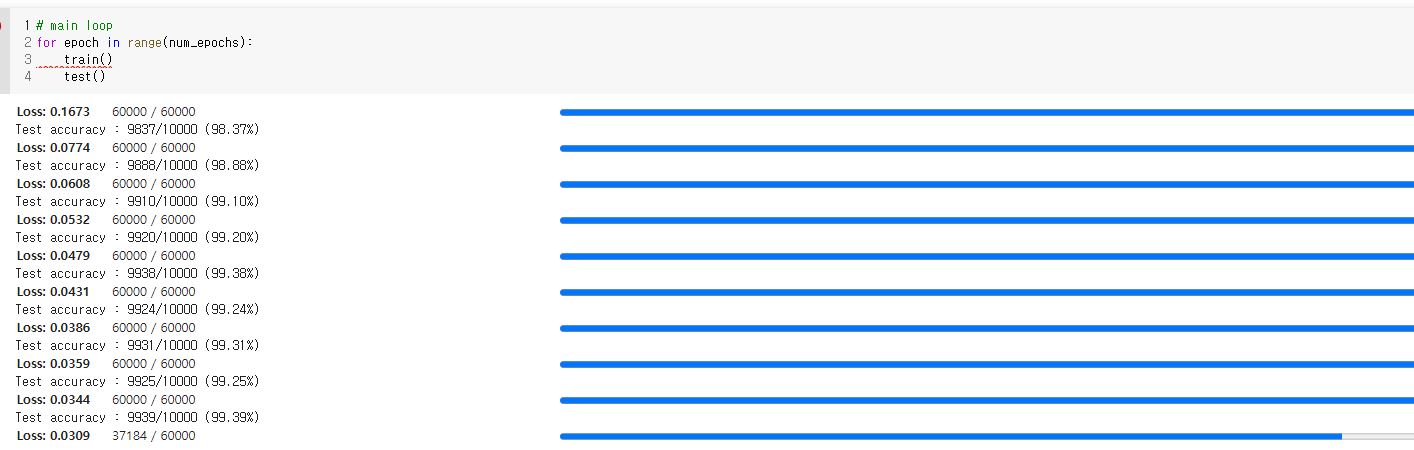 1 # main loop
2 for epoch in range(num_epochs):
3     train()
4     test()
Loss: 0.1673 60000 / 60000
Test accuracy : 9837/10000 (98.37%)
Loss: 0.0774 60000 / 60000
Test accuracy : 9888/10000 (98.88%)
Loss: 0.0608 60000 / 60000
Test accuracy : 9910/10000 (99.10%)
Loss: 0.0532 60000 / 60000
Test accuracy : 9920/10000 (99.20%)
Loss: 0.0479 60000 / 60000
Test accuracy : 9938/10000 (99.38%)
Loss: 0.0431 60000 / 60000
Test accuracy : 9924/10000 (99.24%)
Loss: 0.0386 60000 / 60000
Test accuracy : 9931/10000 (99.31%)
Loss: 0.0359 60000 / 60000
Test accuracy : 9925/10000 (99.25%)
Loss: 0.0344 60000 / 60000
Test accuracy : 9939/10000 (99.39%)
Loss: 0.0309 37184 / 60000